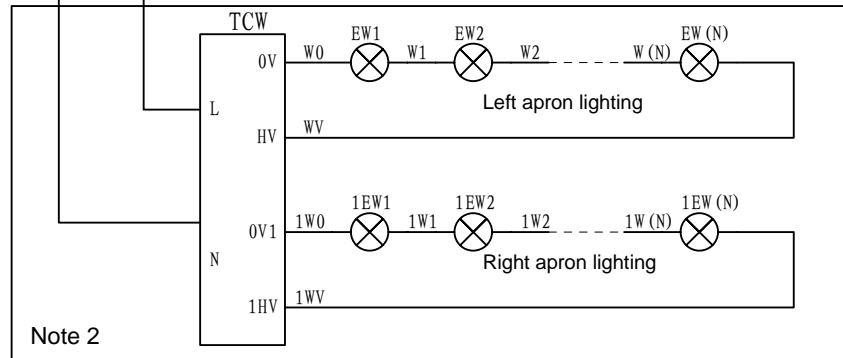 TCW
EW1 EW2 EW(N)
0V W0 W1 W2 W(N)
Left apron lighting
L
HV WV
1EW1 1EW2 1EW(N)
0V1 1W0 1W1 1W2 1W(N)
N
Right apron lighting
1HV 1WV
Note 2